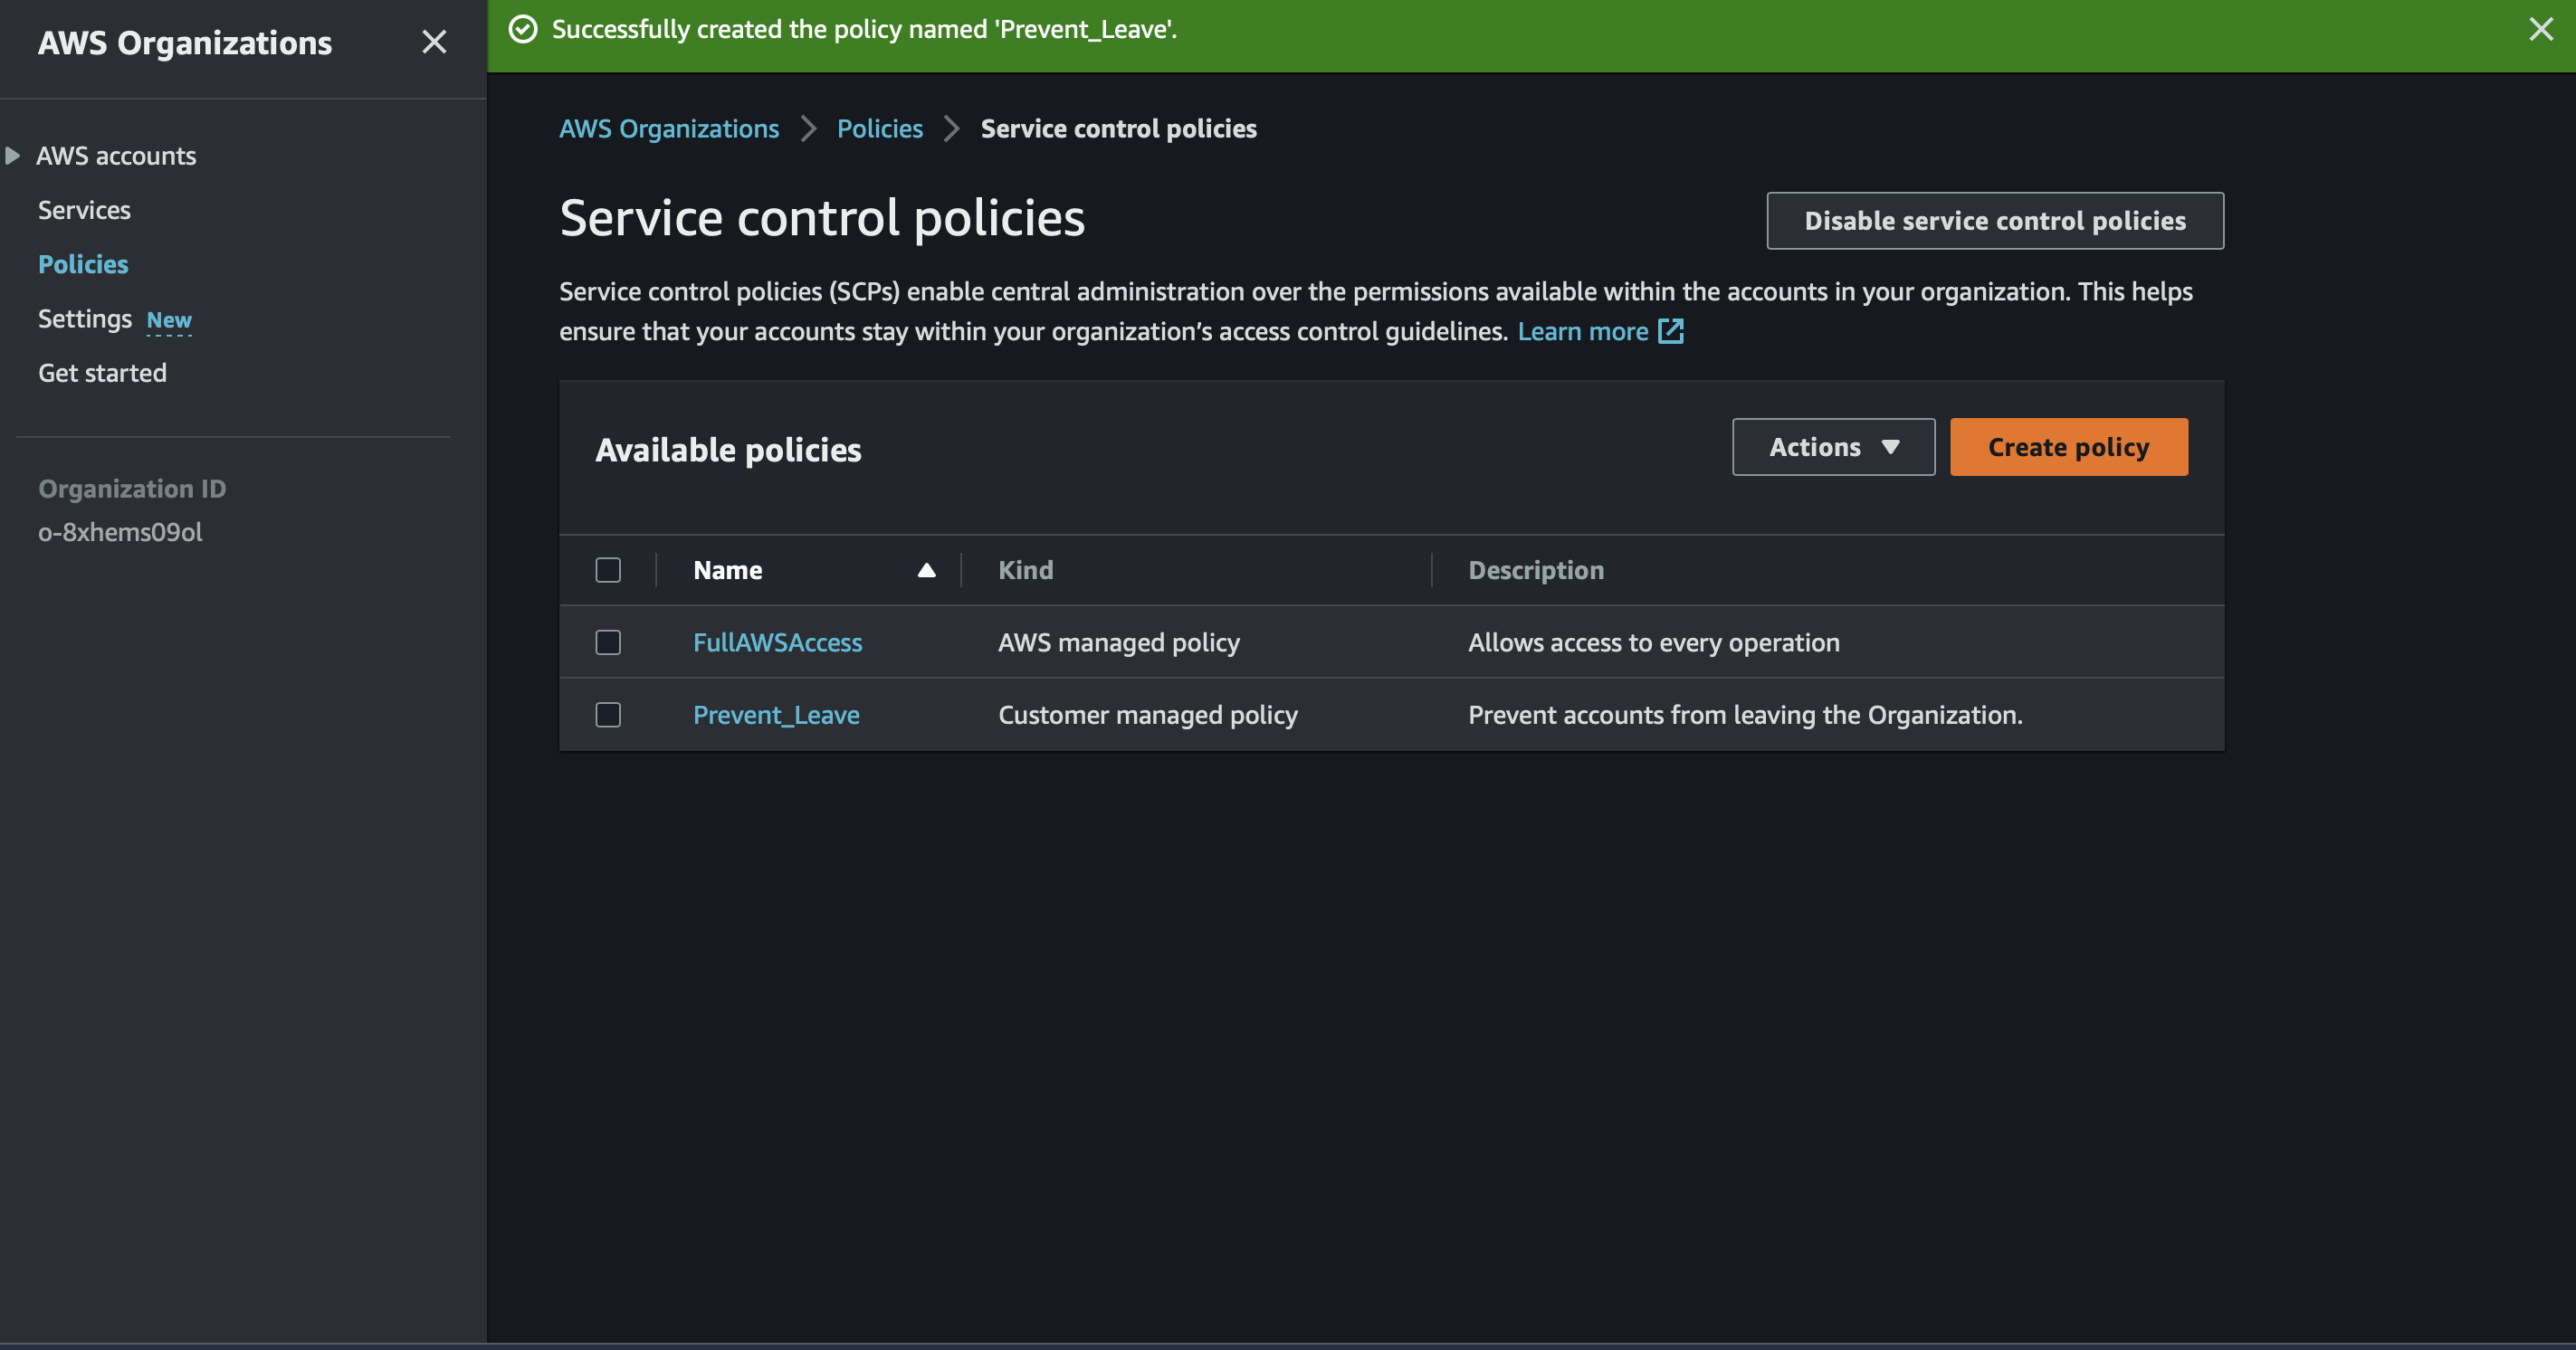 AWS Organizations
AWS accounts
Services
Policies
Settings New
Get started
Organization ID
o-8xhems09ol
Successfully created the policy named 'Prevent_Leave'.
AWS Organizations Policies Service control policies
Service control policies
Disable service control policies
Service control policies (SCPs) enable central administration over the permissions available within the accounts in your organization. This helps
ensure that your accounts stay within your organization’s access control guidelines. Learn more
Available policies
Actions
Create policy
Name Kind Description
FullAWSAccess AWS managed policy Allows access to every operation
Prevent_Leave Customer managed policy Prevent accounts from leaving the Organization.